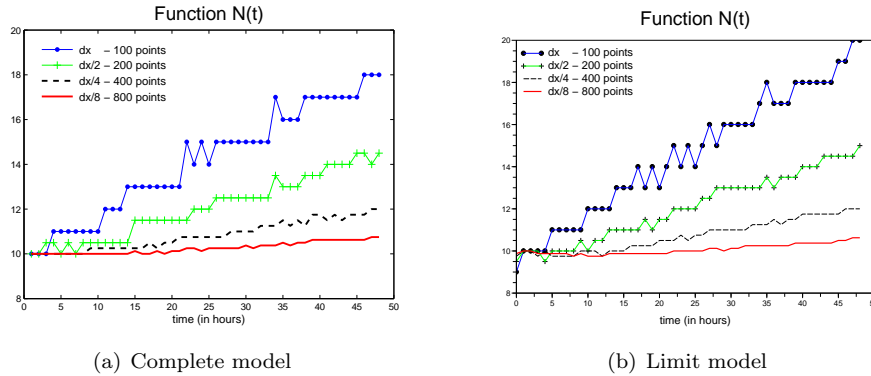 Function N(t)
20
18
16
14
12
10
8
0
5
10
15
20
25
30
35
40
45
50
time (in hours)
dx – 100 points
dx/2 – 200 points
dx/4 – 400 points
dx/8 – 800 points
(a) Complete model
Function N(t)
20
18
16
14
12
10
8
0
5
10
15
20
25
30
35
40
45
50
time (in hours)
dx – 100 points
dx/2 – 200 points
dx/4 – 400 points
dx/8 – 800 points
(b) Limit model